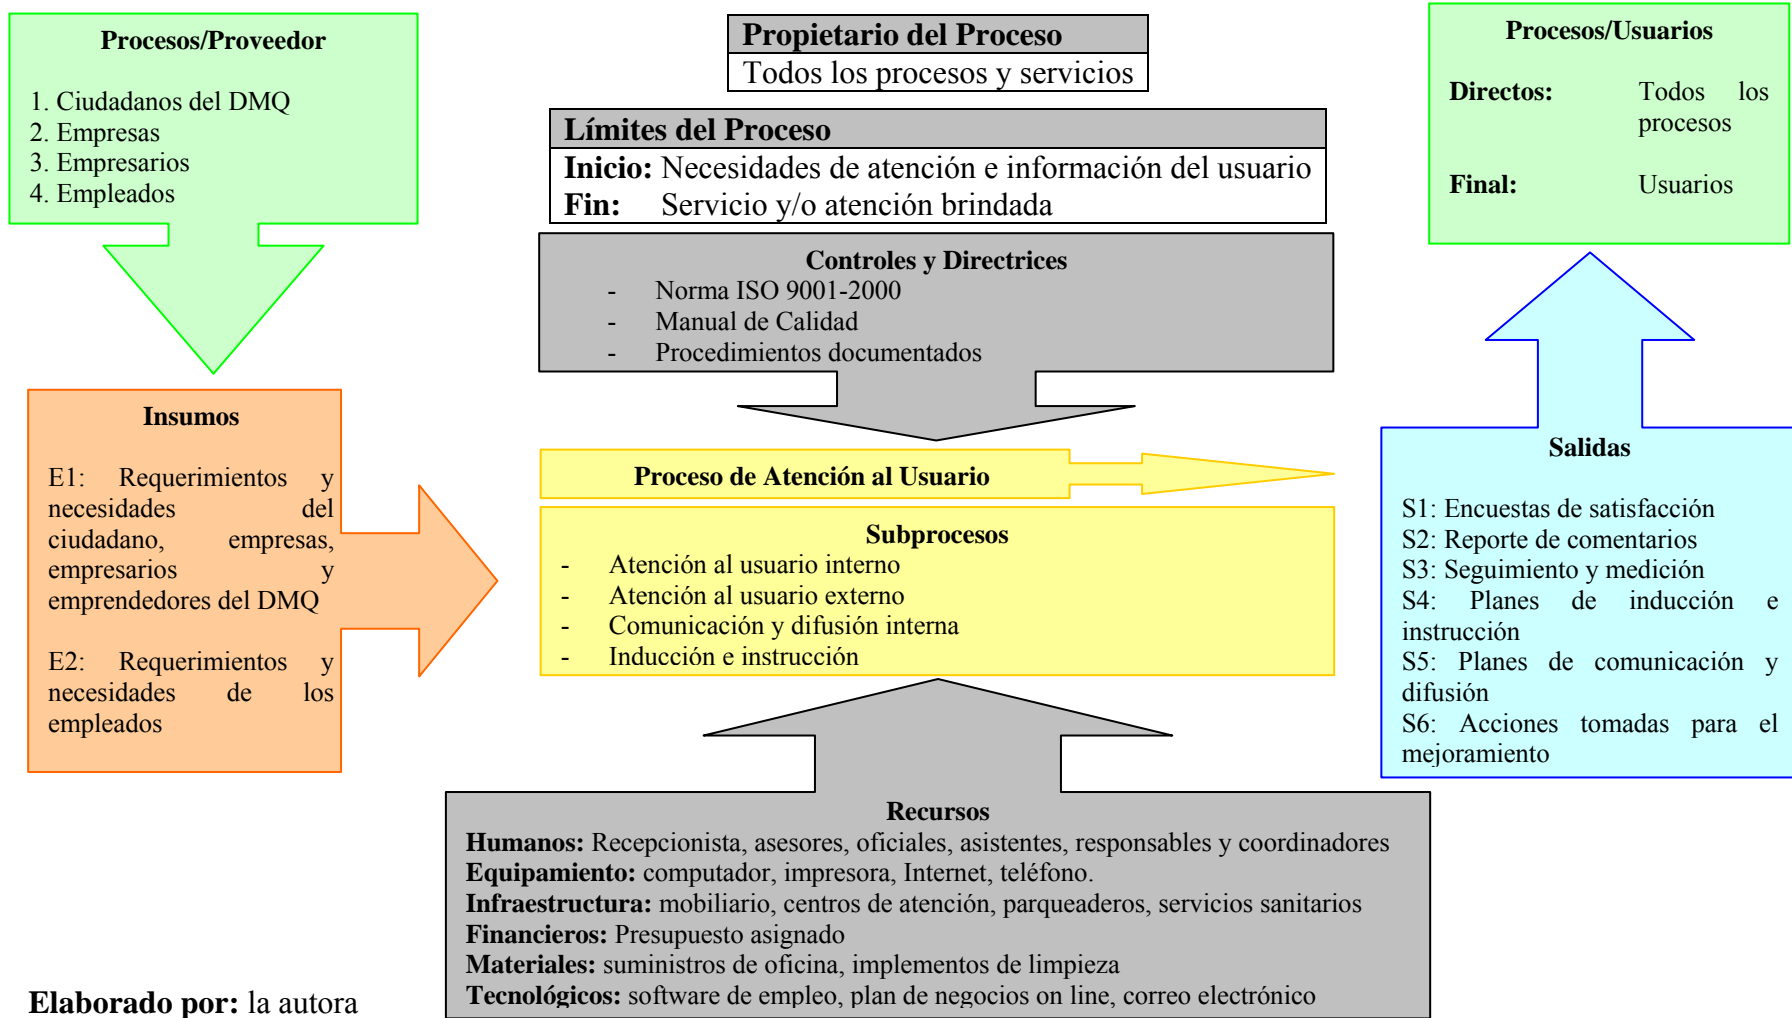 Procesos/Proveedor
1. Ciudadanos del DMQ
2. Empresas
3. Empresarios
4. Empleados
Propietario del Proceso
Todos los procesos y servicios
Límites del Proceso
Inicio: Necesidades de atención e información del usuario
Fin: Servicio y/o atención brindada
Procesos/Usuarios
Directos: Todos los
procesos
Final: Usuarios
Controles y Directrices
- Norma ISO 9001-2000
- Manual de Calidad
- Procedimientos documentados
Insumos
E1: Requerimientos y
necesidades del
ciudadano, empresas,
empresarios y
emprendedores del DMQ
E2: Requerimientos y
necesidades de los
empleados
Proceso de Atención al Usuario
Subprocesos
- Atención al usuario interno
- Atención al usuario externo
- Comunicación y difusión interna
- Inducción e instrucción
Salidas
S1: Encuestas de satisfacción
S2: Reporte de comentarios
S3: Seguimiento y medición
S4: Planes de inducción e
instrucción
S5: Planes de comunicación y
difusión
S6: Acciones tomadas para el
mejoramiento
Recursos
Humanos: Recepcionista, asesores, oficiales, asistentes, responsables y coordinadores
Equipamiento: computador, impresora, Internet, teléfono.
Infraestructura: mobiliario, centros de atención, parqueaderos, servicios sanitarios
Financieros: Presupuesto asignado
Materiales: suministros de oficina, implementos de limpieza
Tecnológicos: software de empleo, plan de negocios on line, correo electrónico
Elaborado por: la autora